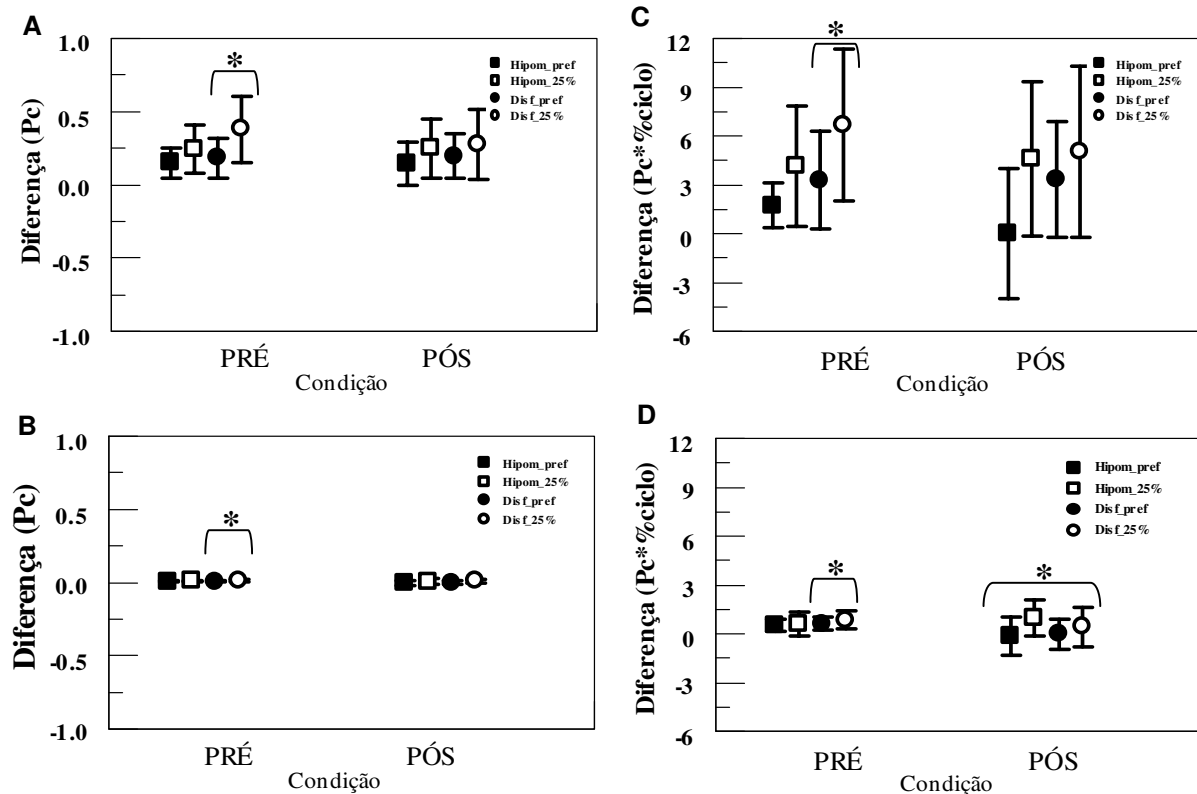 A
Diferença (Pc)
1.0
0.5
0.0
-0.5
-1.0
*
Hipom_pref
Hipom_25%
Disf_pref
Disf_25%
PRÉ
PÓS
Condição
C
Diferença (Pc*%ciclo)
12
9
6
3
0
-3
-6
*
Hipom_pref
Hipom_25%
Disf_pref
Disf_25%
PRÉ
PÓS
Condição
B
Diferença (Pc)
1.0
0.5
0.0
-0.5
-1.0
*
Hipom_pref
Hipom_25%
Disf_pref
Disf_25%
PRÉ
PÓS
Condição
D
Diferença (Pc*%ciclo)
12
9
6
3
0
-3
-6
*
*
Hipom_pref
Hipom_25%
Disf_pref
Disf_25%
PRÉ
PÓS
Condição